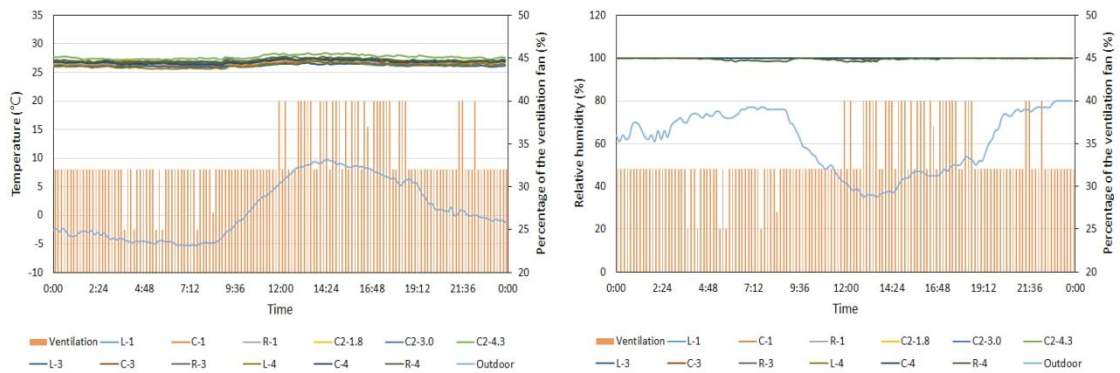 35
30
25
20
15
10
5
0
-5
-10
Temperature (°C)
50
45
40
35
30
25
20
Percentage of the ventilation fan (%)
0:00 2:24 4:48 7:12 9:36 12:00 14:24 16:48 19:12 21:36 0:00
Time
Ventilation L-1 C-1 R-1 C2-1.8 C2-3.0 C2-4.3
L-3 C-3 R-3 L-4 C-4 R-4 Outdoor
120
100
80
60
40
20
0
Relative humidity (%)
50
45
40
35
30
25
20
Percentage of the ventilation fan (%)
0:00 2:24 4:48 7:12 9:36 12:00 14:24 16:48 19:12 21:36 0:00
Time
Ventilation L-1 C-1 R-1 C2-1.8 C2-3.0 C2-4.3
L-3 C-3 R-3 L-4 C-4 R-4 Outdoor